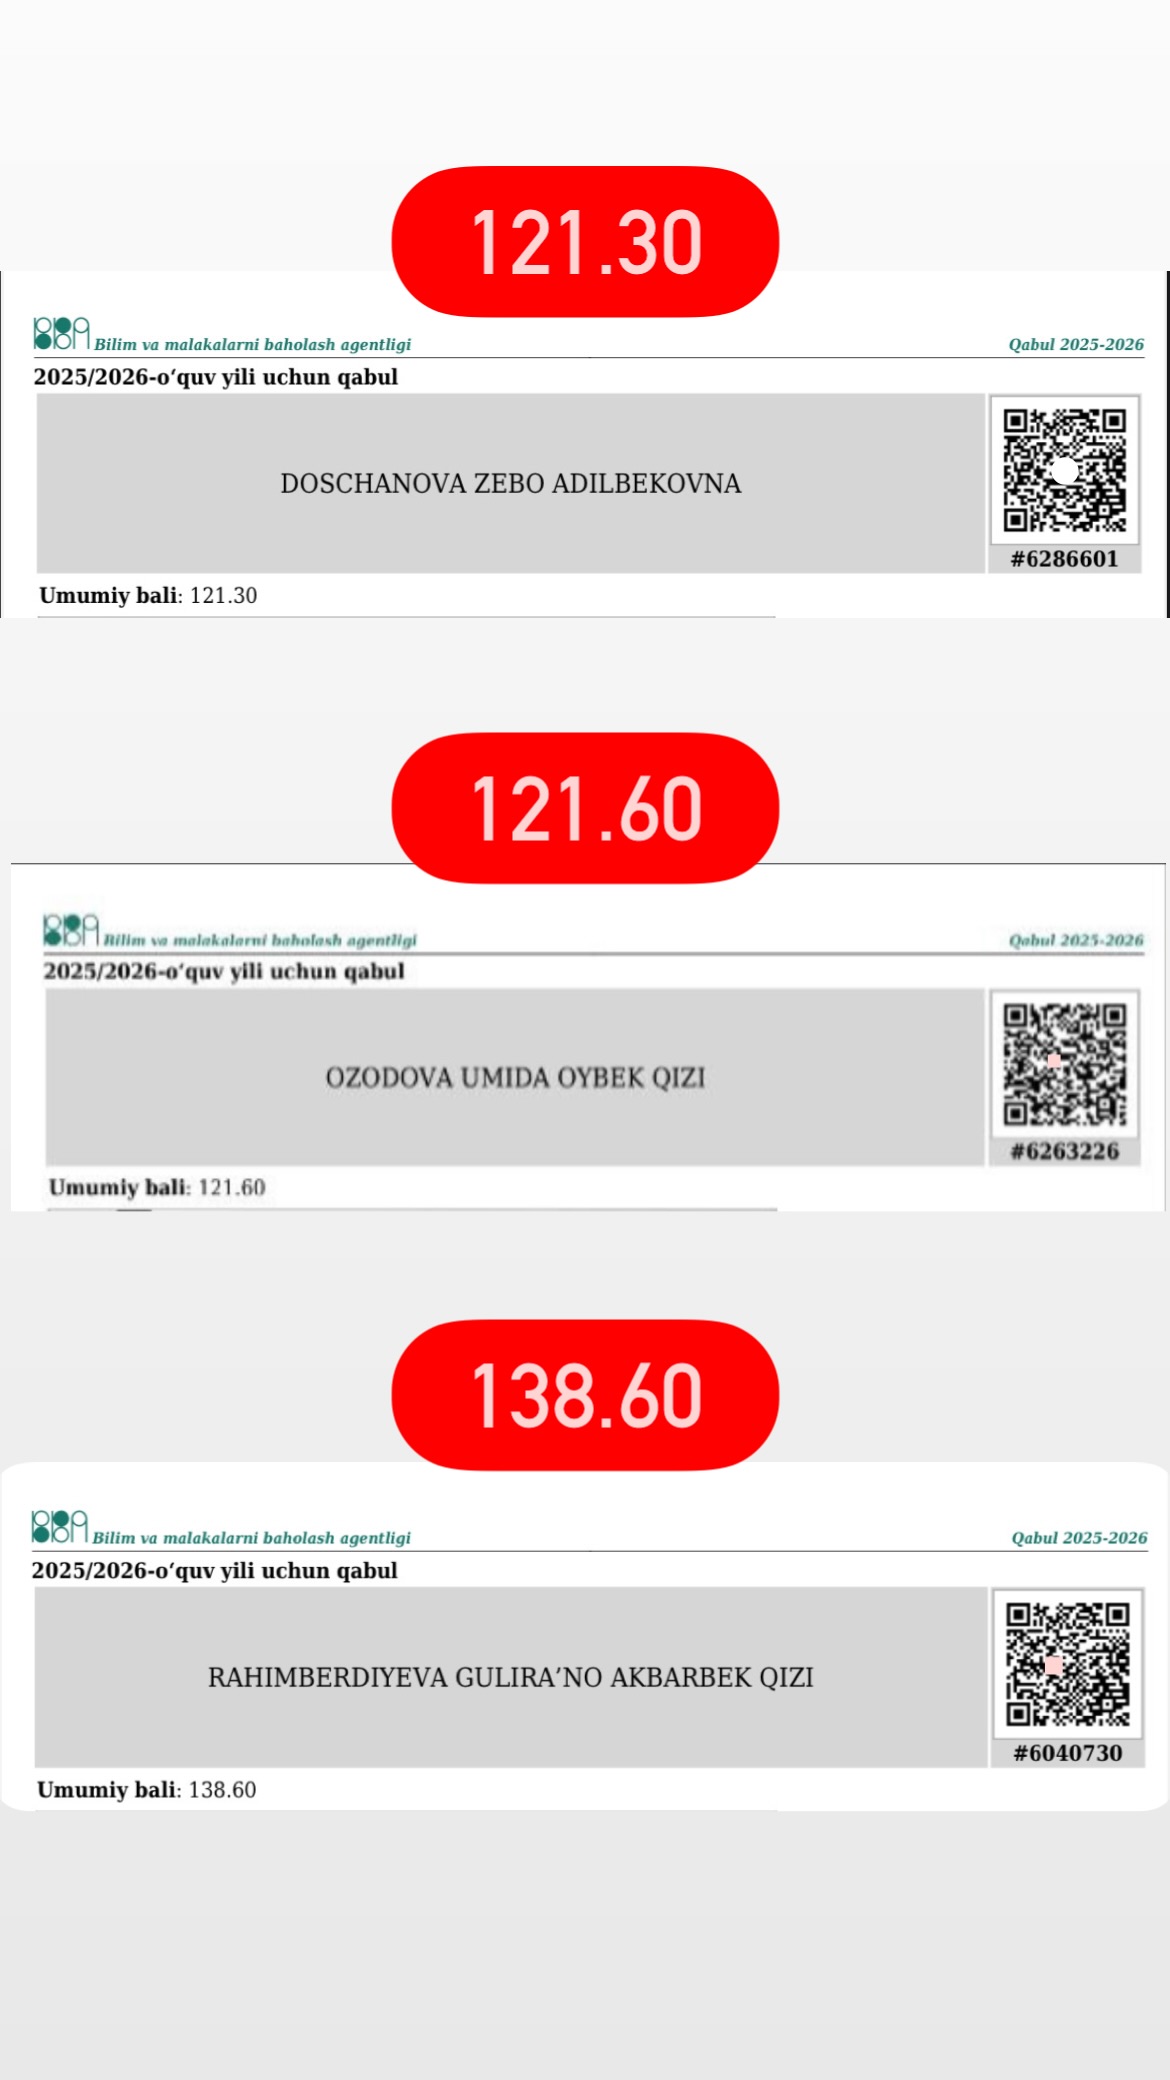 121.30
Bilim va malakalarni baholash agentligi
Qabul 2025-2026
2025/2026-o‘quv yili uchun qabul
DOSCHANOVA ZEBO ADILBEKOVNA
#6286601
Umumiy bali: 121.30
121.60
Bilim va malakalarni baholash agentligi
Qabul 2025-2026
2025/2026-o‘quv yili uchun qabul
OZODOVA UMIDA OYBEK QIZI
#6263226
Umumiy bali: 121.60
138.60
Bilim va malakalarni baholash agentligi
Qabul 2025-2026
2025/2026-o‘quv yili uchun qabul
RAHIMBERDIYEVA GULIRA’NO AKBARBEK QIZI
#6040730
Umumiy bali: 138.60